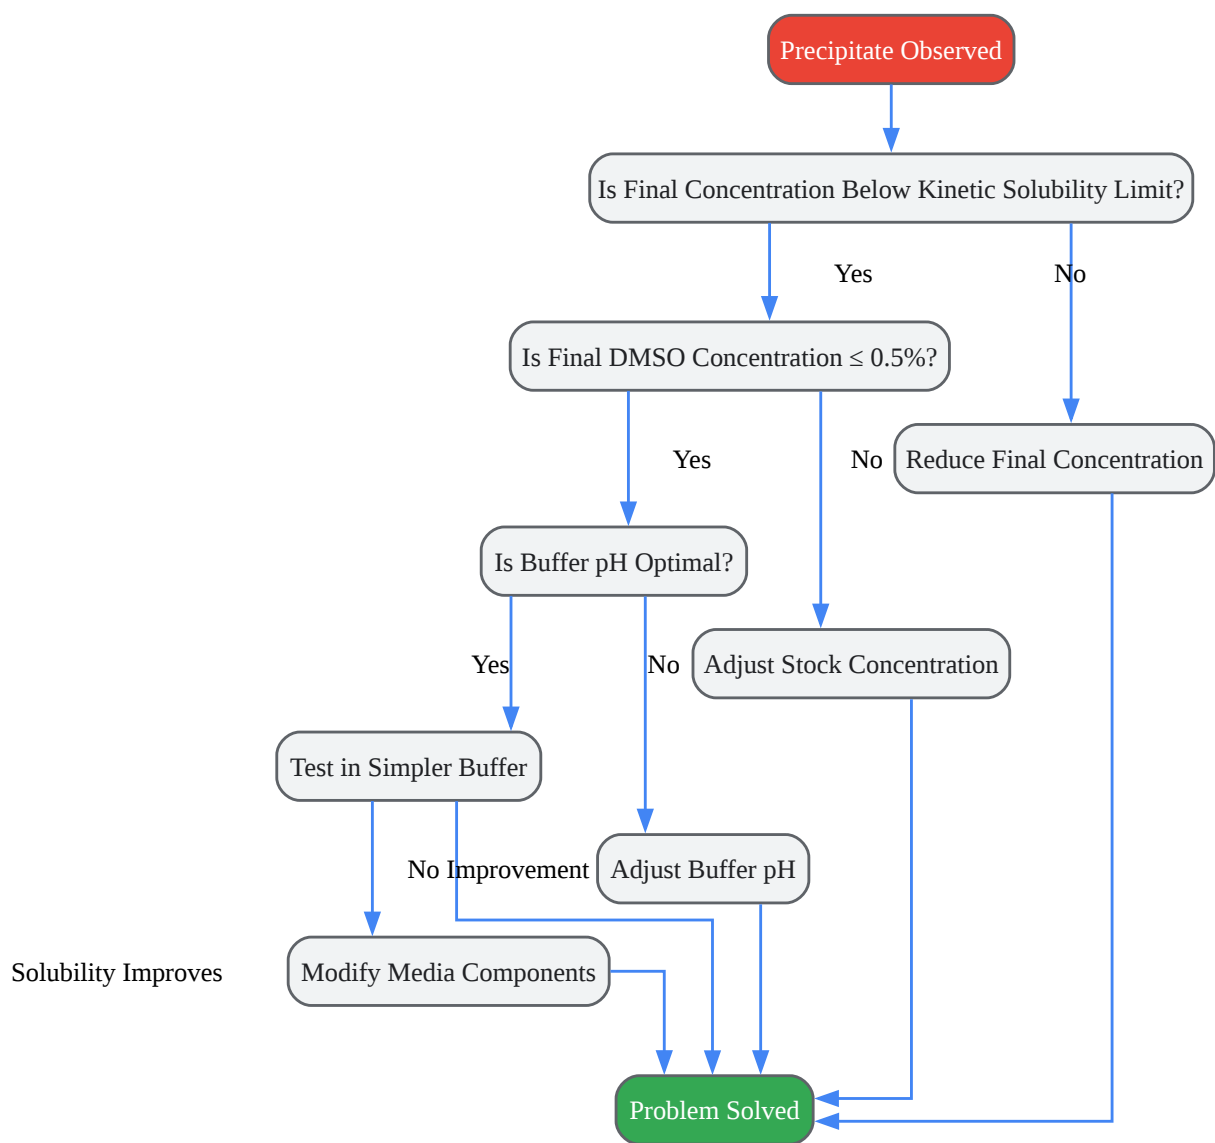 Precipitate Observed
Is Final Concentration Below Kinetic Solubility Limit?
Yes
No
Is Final DMSO Concentration ≤ 0.5%?
Yes
No
Reduce Final Concentration
Is Buffer pH Optimal?
Yes
No
Adjust Stock Concentration
Test in Simpler Buffer
No Improvement
Adjust Buffer pH
Solubility Improves
Modify Media Components
Problem Solved